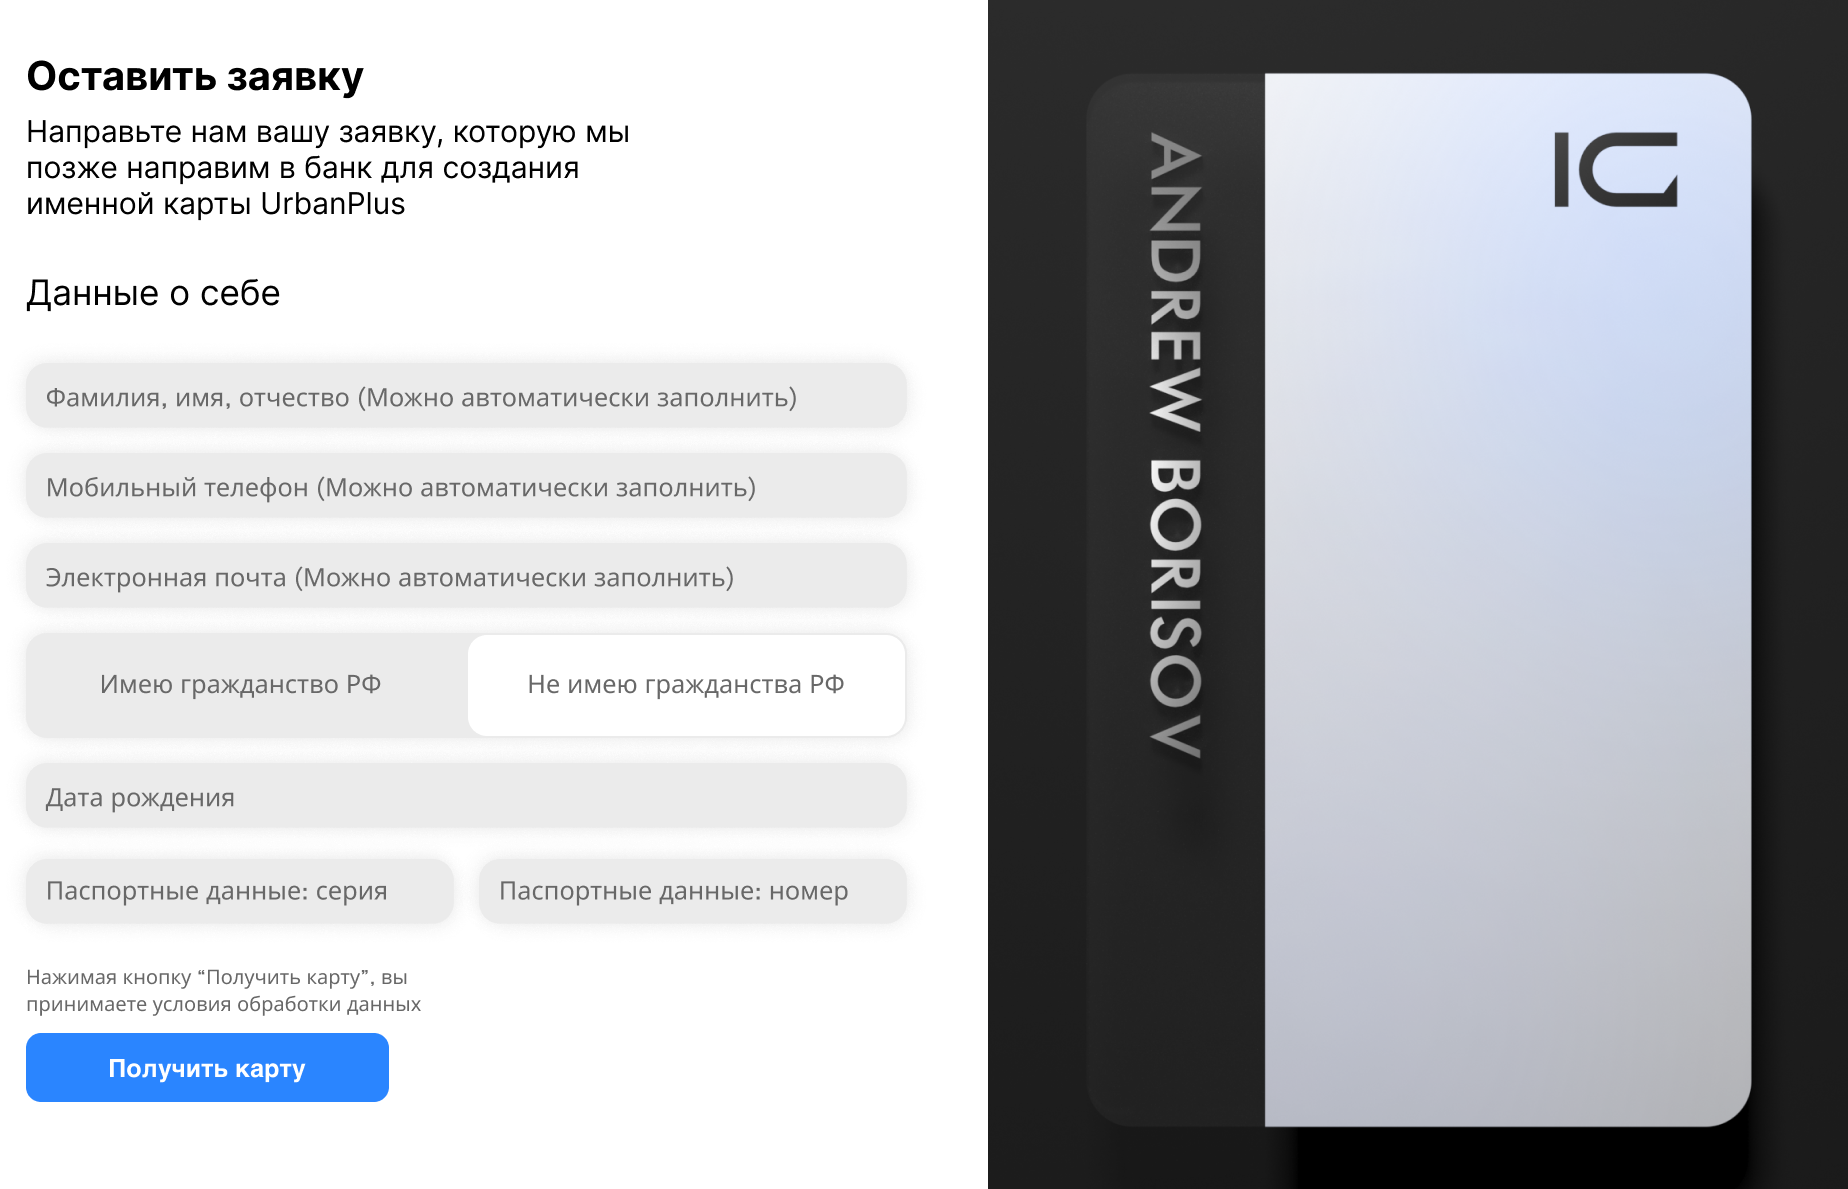 Оставить заявку
Направьте нам вашу заявку, которую мы
позже направим в банк для создания
именной карты UrbanPlus
Данные о себе
Фамилия, имя, отчество (Можно автоматически заполнить)
Мобильный телефон (Можно автоматически заполнить)
Электронная почта (Можно автоматически заполнить)
Имею гражданство РФ
Не имею гражданства РФ
Дата рождения
Паспортные данные: серия
Паспортные данные: номер
Нажимая кнопку “Получить карту”, вы
принимаете условия обработки данных
Получить карту
ANDREW BORISOV